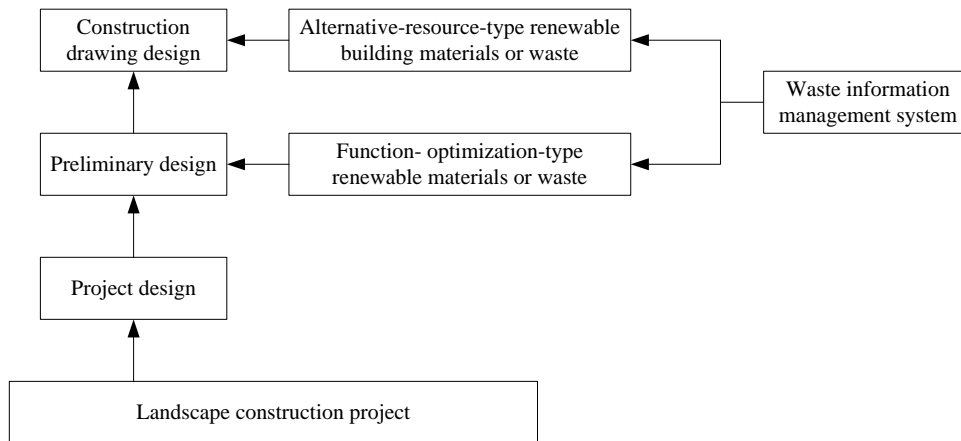 Construction
drawing design
Alternative-resource-type renewable
building materials or waste
Waste information
management system
Preliminary design
Function- optimization-type
renewable materials or waste
Project design
Landscape construction project